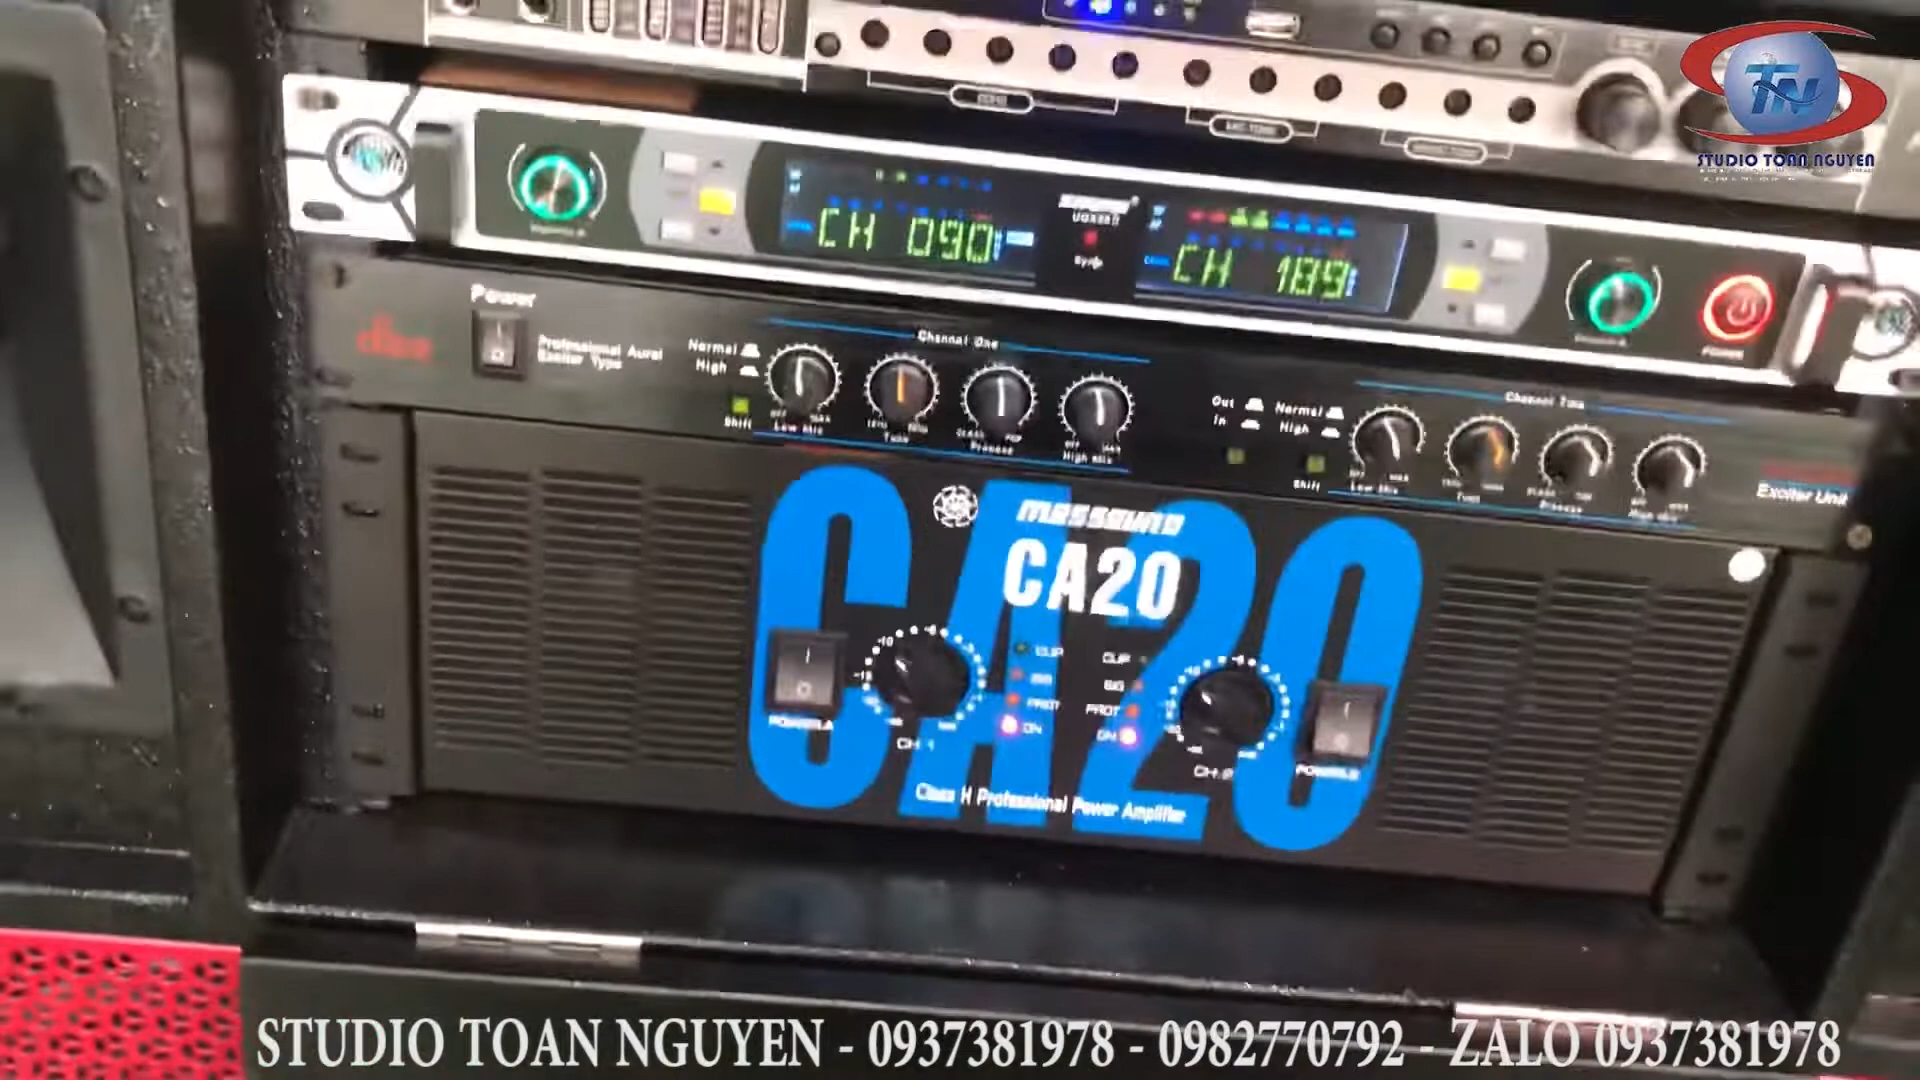 TN
STUDIO TOAN NGUYEN
CH 090
CH 189
Sync
dbx
Power
Professional Aural
Exciter Type
Normal
High
Shift
Channel One
OFF MAX
Low Mix
Tune
Process
High Mix
Out
In
Normal
High
Shift
Channel Two
Low Mix
Tune
Process
High Mix
Exciter Unit
CA20
CA20
POWER A
CH 1
CLIP
SIG
PROT
ON
CLIP
SIG
PROT
ON
CH 2
POWER B
Class H Professional Power Amplifier
STUDIO TOAN NGUYEN - 0937381978 - 0982770792 - ZALO 0937381978